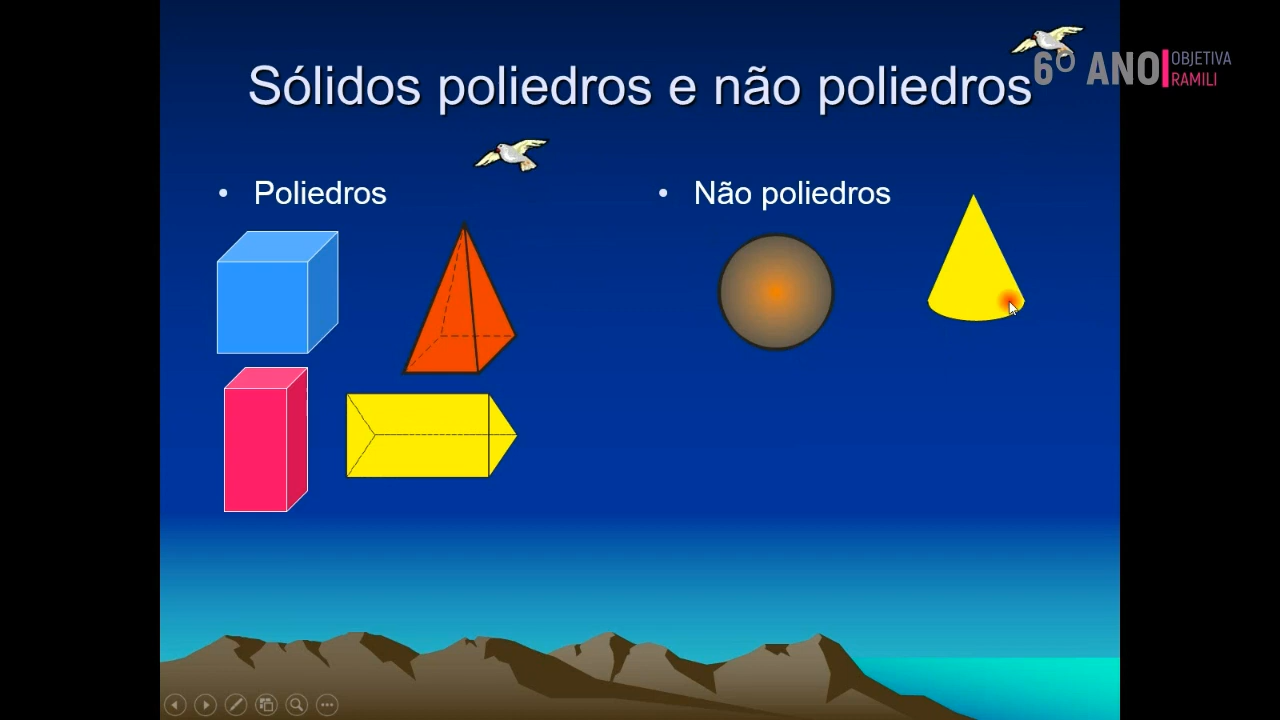 Sólidos poliedros e não poliedros
6º ANO
OBJETIVA
RAMILI
• Poliedros
• Não poliedros